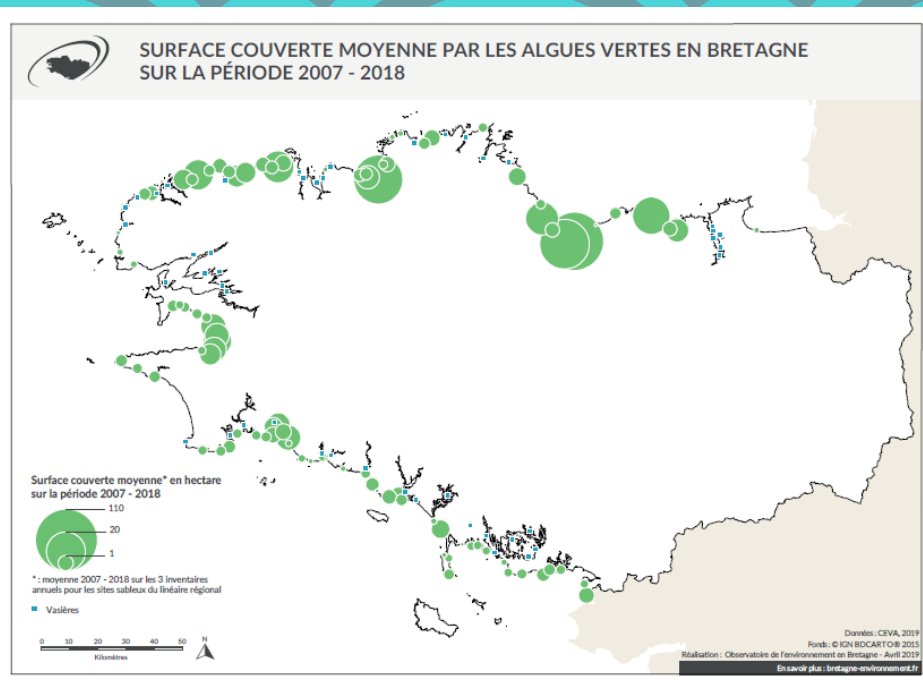 SURFACE COUVERTE MOYENNE PAR LES ALGUES VERTES EN BRETAGNE
SUR LA PÉRIODE 2007 - 2018
Surface couverte moyenne* en hectare
sur la période 2007 - 2018
110
20
1
* : moyenne 2007 - 2018 sur les 3 inventaires
annuels pour les sites sableux du linéaire régional
Vasières
0 10 20 30 40 50
Kilomètres
N
Données : CEVA, 2019
Fonds : © IGN BDCARTO® 2015
Réalisation : Observatoire de l'environnement en Bretagne - Avril 2019
En savoir plus : bretagne-environnement.fr